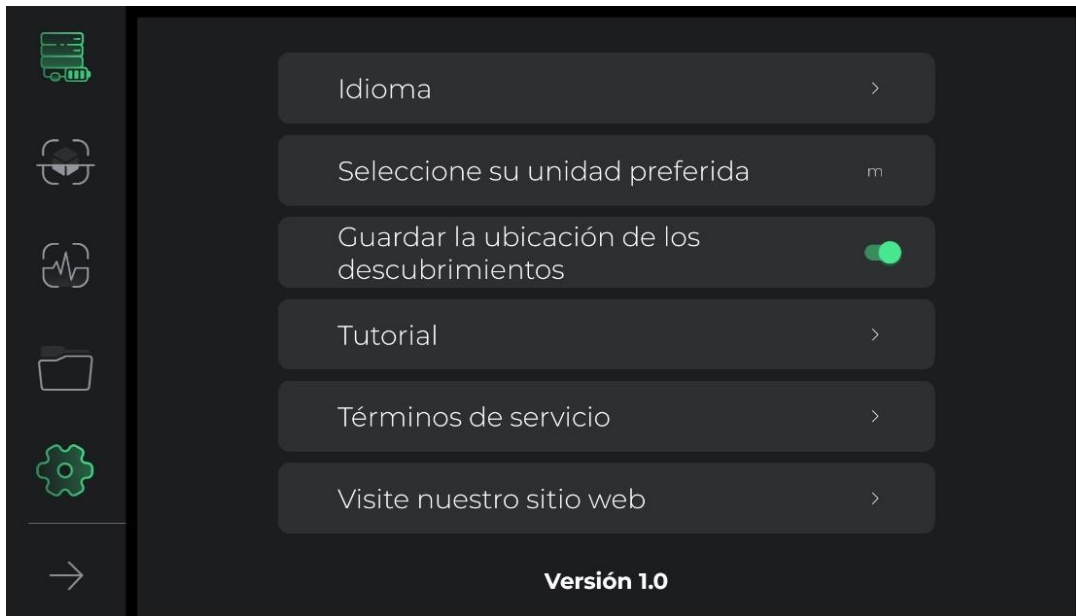 Idioma
Seleccione su unidad preferida
m
Guardar la ubicación de los
descubrimientos
Tutorial
Términos de servicio
Visite nuestro sitio web
Versión 1.0